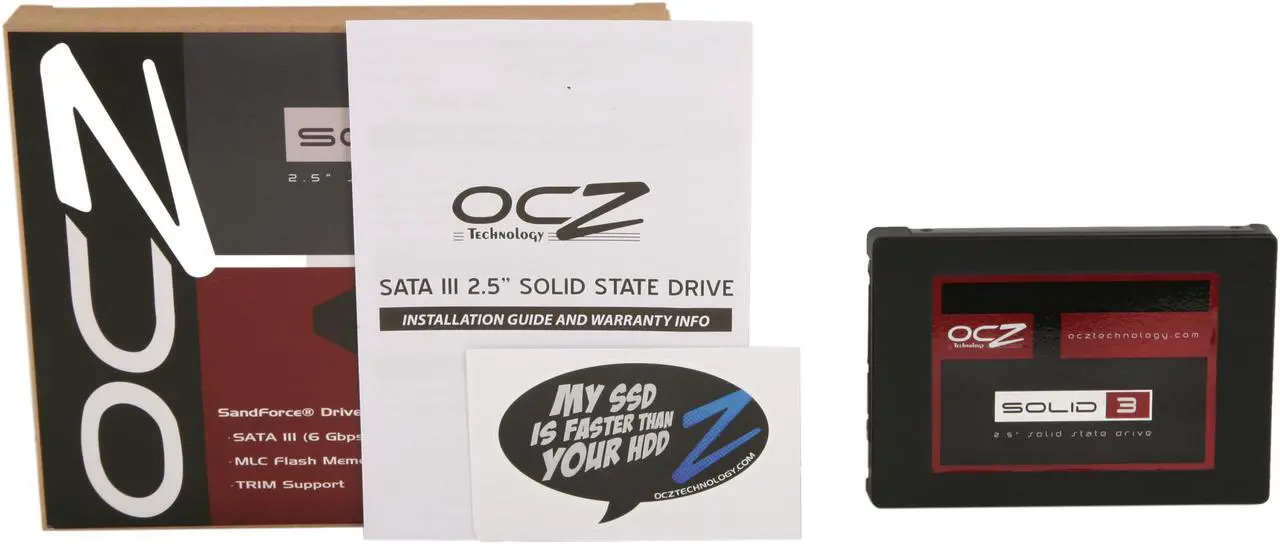 OCZ
2.5"
SandForce® Drive
· SATA III (6 Gbps
· MLC Flash
· TRIM Support
OCZ
Technology
SATA III 2.5” SOLID STATE DRIVE
INSTALLATION GUIDE AND WARRANTY INFO
MY SSD
IS FASTER THAN
YOUR HDD
Z
OCZTECHNOLOGY.COM
OCZ
Technology
ocztechnology.com
SOLID 3
2.5" solid state drive